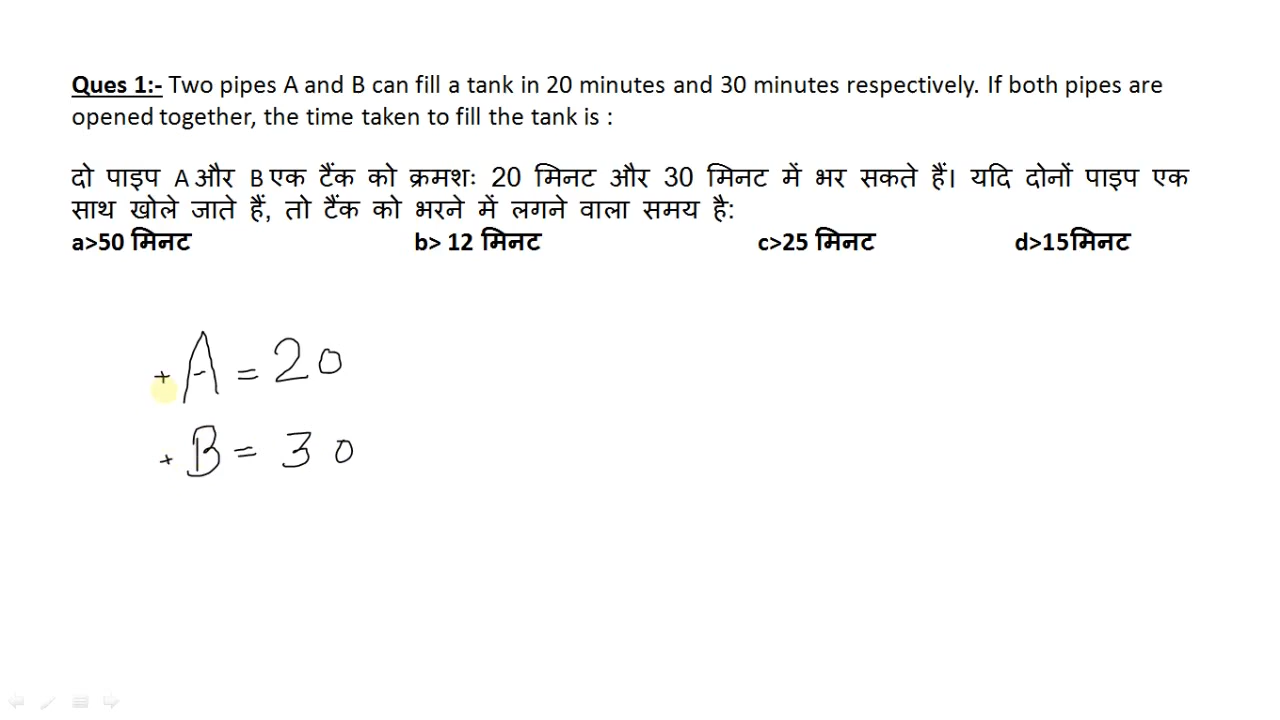 Ques 1:- Two pipes A and B can fill a tank in 20 minutes and 30 minutes respectively. If both pipes are
opened together, the time taken to fill the tank is :
दो पाइप A और B एक टैंक को क्रमशः 20 मिनट और 30 मिनट में भर सकते हैं। यदि दोनों पाइप एक
साथ खोले जाते हैं, तो टैंक को भरने में लगने वाला समय है:
a>50 मिनट b> 12 मिनट c>25 मिनट d>15मिनट
+ A = 20
+ B = 30